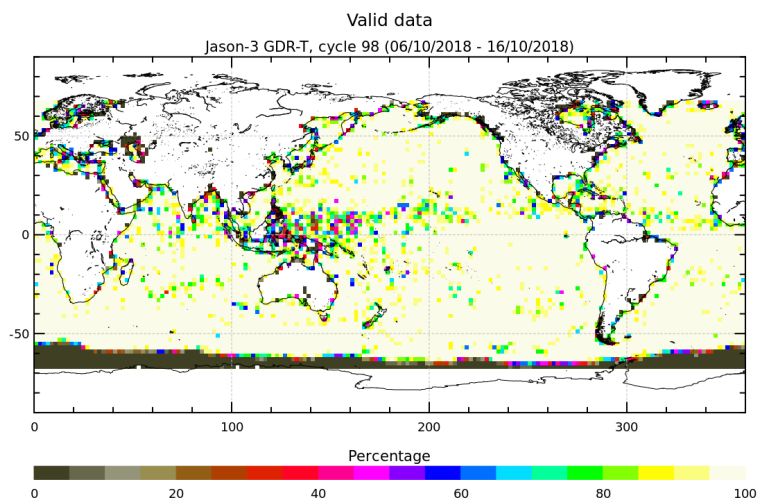 Valid data
Jason-3 GDR-T, cycle 98 (06/10/2018 - 16/10/2018)
50
0
-50
0 100 200 300
Percentage
0 20 40 60 80 100